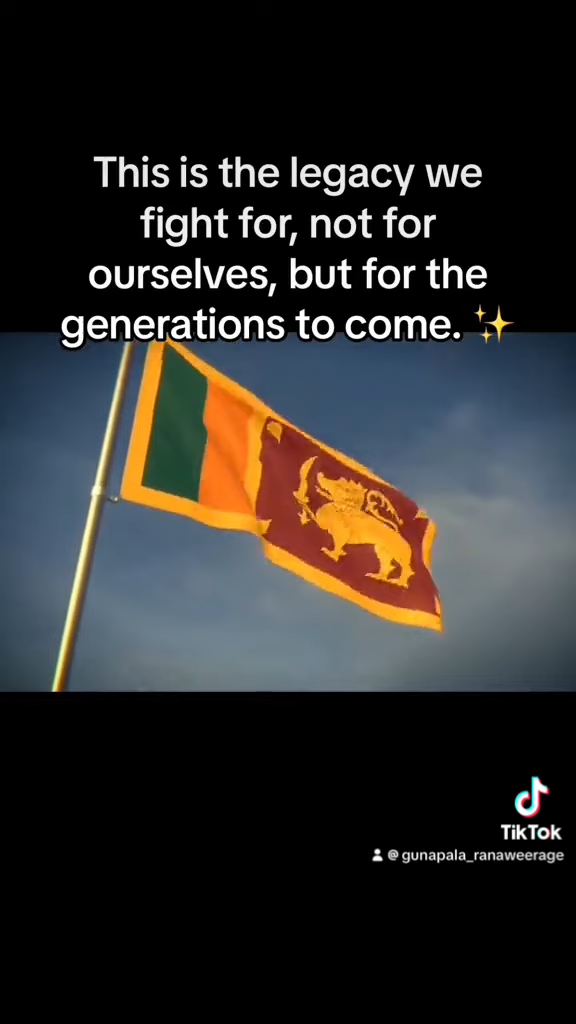 This is the legacy we
fight for, not for
ourselves, but for the
generations to come. ✨
TikTok
@gunapala_ranaweerage